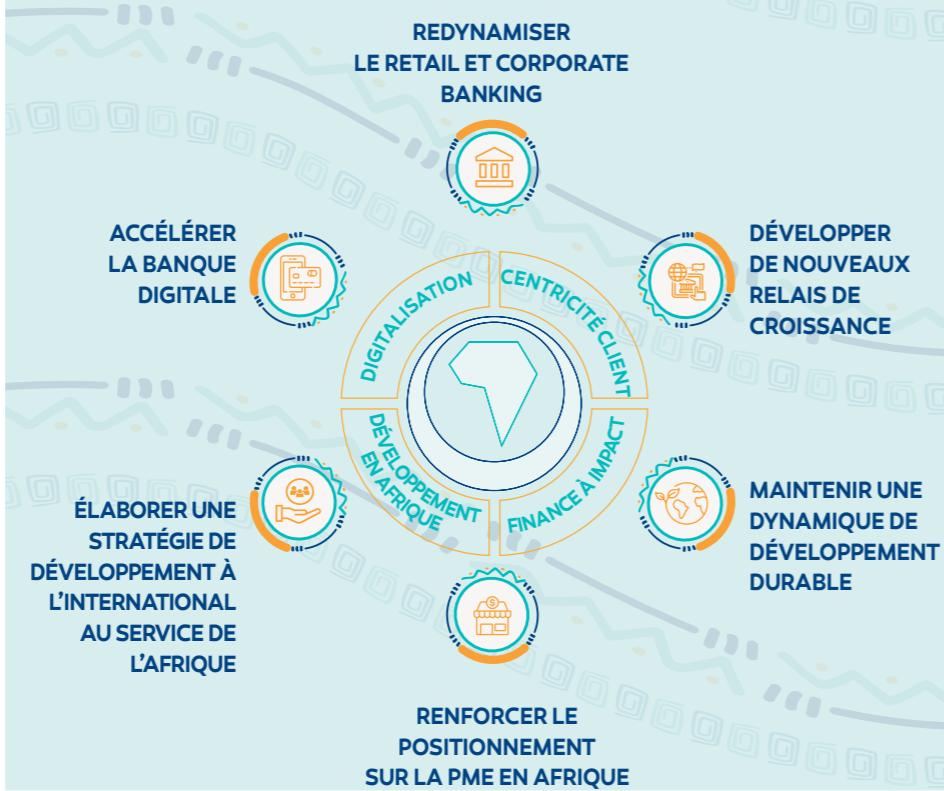 REDYNAMISER
LE RETAIL ET CORPORATE
BANKING
ACCÉLÉRER
LA BANQUE
DIGITALE
DÉVELOPPER
DE NOUVEAUX
RELAIS DE
CROISSANCE
DIGITALISATION
CENTRICITÉ CLIENT
DÉVELOPPEMENT
EN AFRIQUE
FINANCE À IMPACT
ÉLABORER UNE
STRATÉGIE DE
DÉVELOPPEMENT À
L'INTERNATIONAL
AU SERVICE DE
L'AFRIQUE
MAINTENIR UNE
DYNAMIQUE DE
DÉVELOPPEMENT
DURABLE
RENFORCER LE
POSITIONNEMENT
SUR LA PME EN AFRIQUE